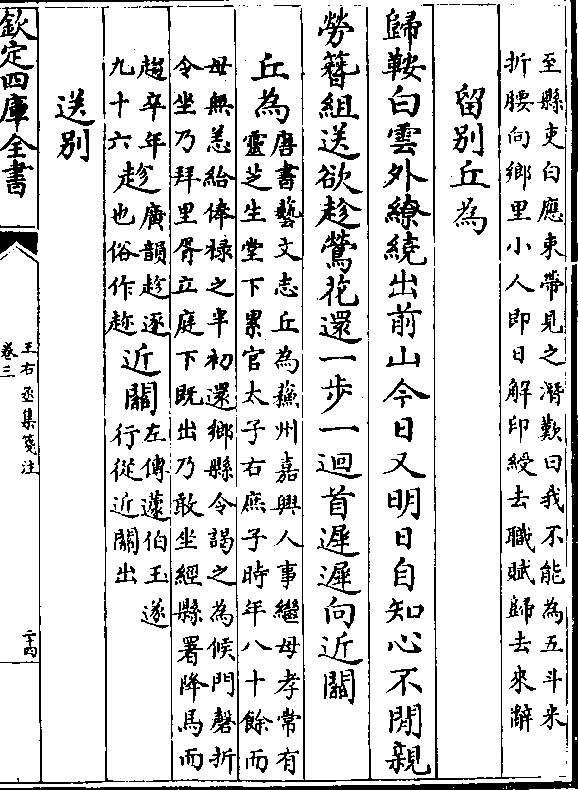 至縣吏白應束帶見之潛歎曰我不能為五斗米
折腰向鄉里小人即日解印綬去職賦歸去來辭
留別丘為
歸鞍白雲外繚繞出前山今日又明日自知心不閒親
勞簪組送欲趁鶯花還一步一迴首遲遲向近關
丘為
唐書藝文志丘為蘇州嘉興人事繼母孝常有
靈芝生堂下累官太子右庶子時年八十餘而
母無恙給俸祿之半初還鄉縣令謁之為候門磬折
令坐乃拜里胥立庭下既出乃敢坐經縣署降馬而
趨卒年
九十六
趁
廣韻趁逐
也俗作趂
近關
左傳蘧伯玉遂
行從近關出
送別
欽定四庫全書
王右丞集箋注
卷三
二十四